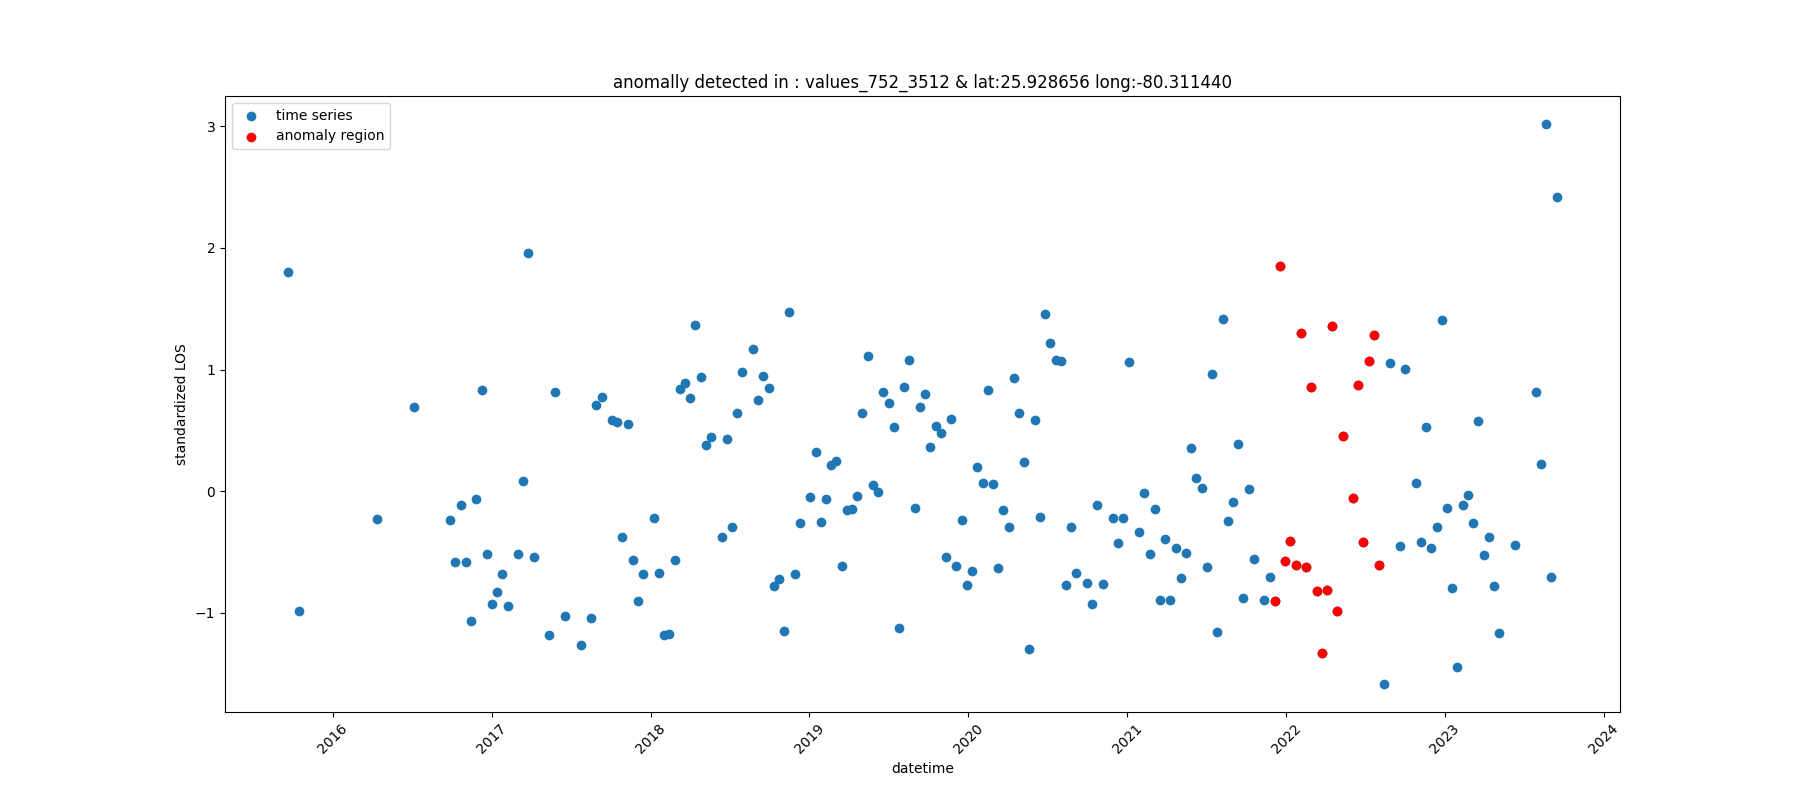 anomally detected in : values_752_3512 & lat:25.928656 long:-80.311440
time series
anomaly region
3
2
1
0
−1
standardized LOS
2016
2017
2018
2019
2020
2021
2022
2023
2024
datetime